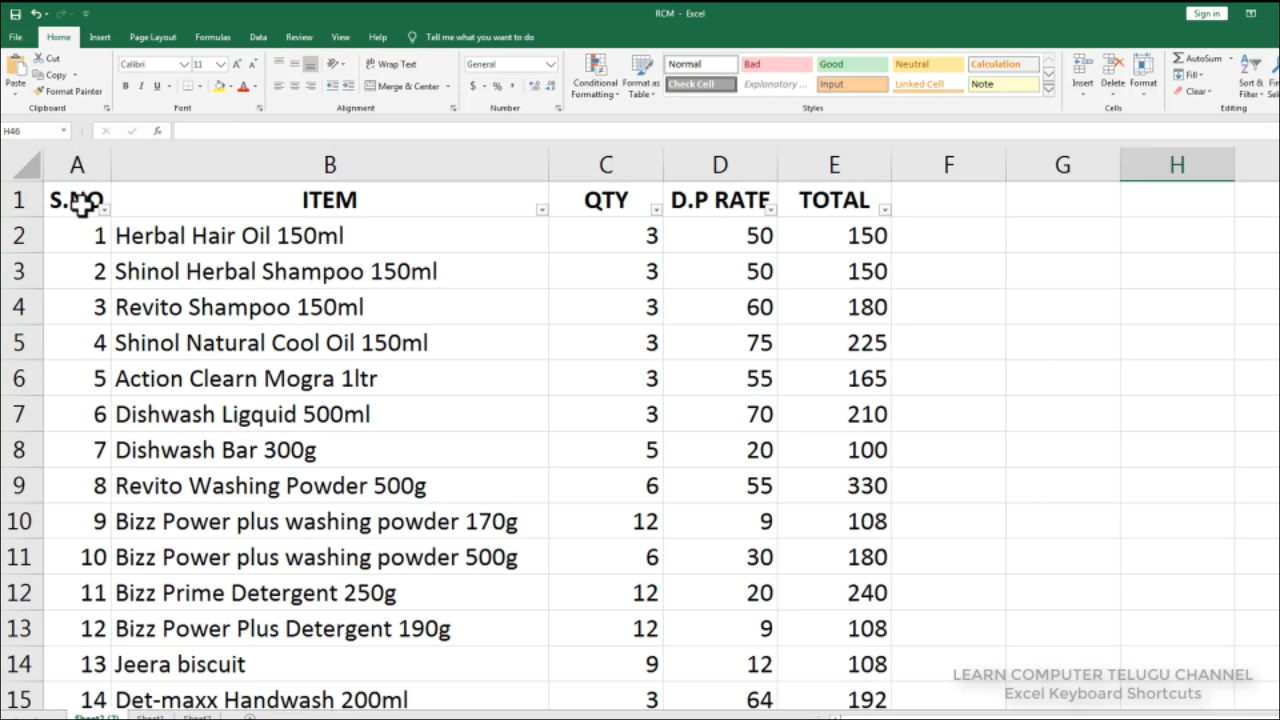 RCM - Excel
Sign in
File Home Insert Page Layout Formulas Data Review View Help Tell me what you want to do
Paste
Cut
Copy
Format Painter
Clipboard
Calibri 11
B I U
Font
Wrap Text
Merge & Center
Alignment
General
$ % ,
Number
Conditional Formatting
Format as Table
Normal Bad Good Neutral Calculation
Check Cell Explanatory ... Input Linked Cell Note
Styles
Insert Delete Format
Cells
AutoSum
Fill
Clear
Editing
H46
fx
A B C D E F G H
1 S.NO ITEM QTY D.P RATE TOTAL
2 1 Herbal Hair Oil 150ml 3 50 150
3 2 Shinol Herbal Shampoo 150ml 3 50 150
4 3 Revito Shampoo 150ml 3 60 180
5 4 Shinol Natural Cool Oil 150ml 3 75 225
6 5 Action Clearn Mogra 1ltr 3 55 165
7 6 Dishwash Ligquid 500ml 3 70 210
8 7 Dishwash Bar 300g 5 20 100
9 8 Revito Washing Powder 500g 6 55 330
10 9 Bizz Power plus washing powder 170g 12 9 108
11 10 Bizz Power plus washing powder 500g 6 30 180
12 11 Bizz Prime Detergent 250g 12 20 240
13 12 Bizz Power Plus Detergent 190g 12 9 108
14 13 Jeera biscuit 9 12 108
15 14 Det-maxx Handwash 200ml 3 64 192
LEARN COMPUTER TELUGU CHANNEL
Excel Keyboard Shortcuts